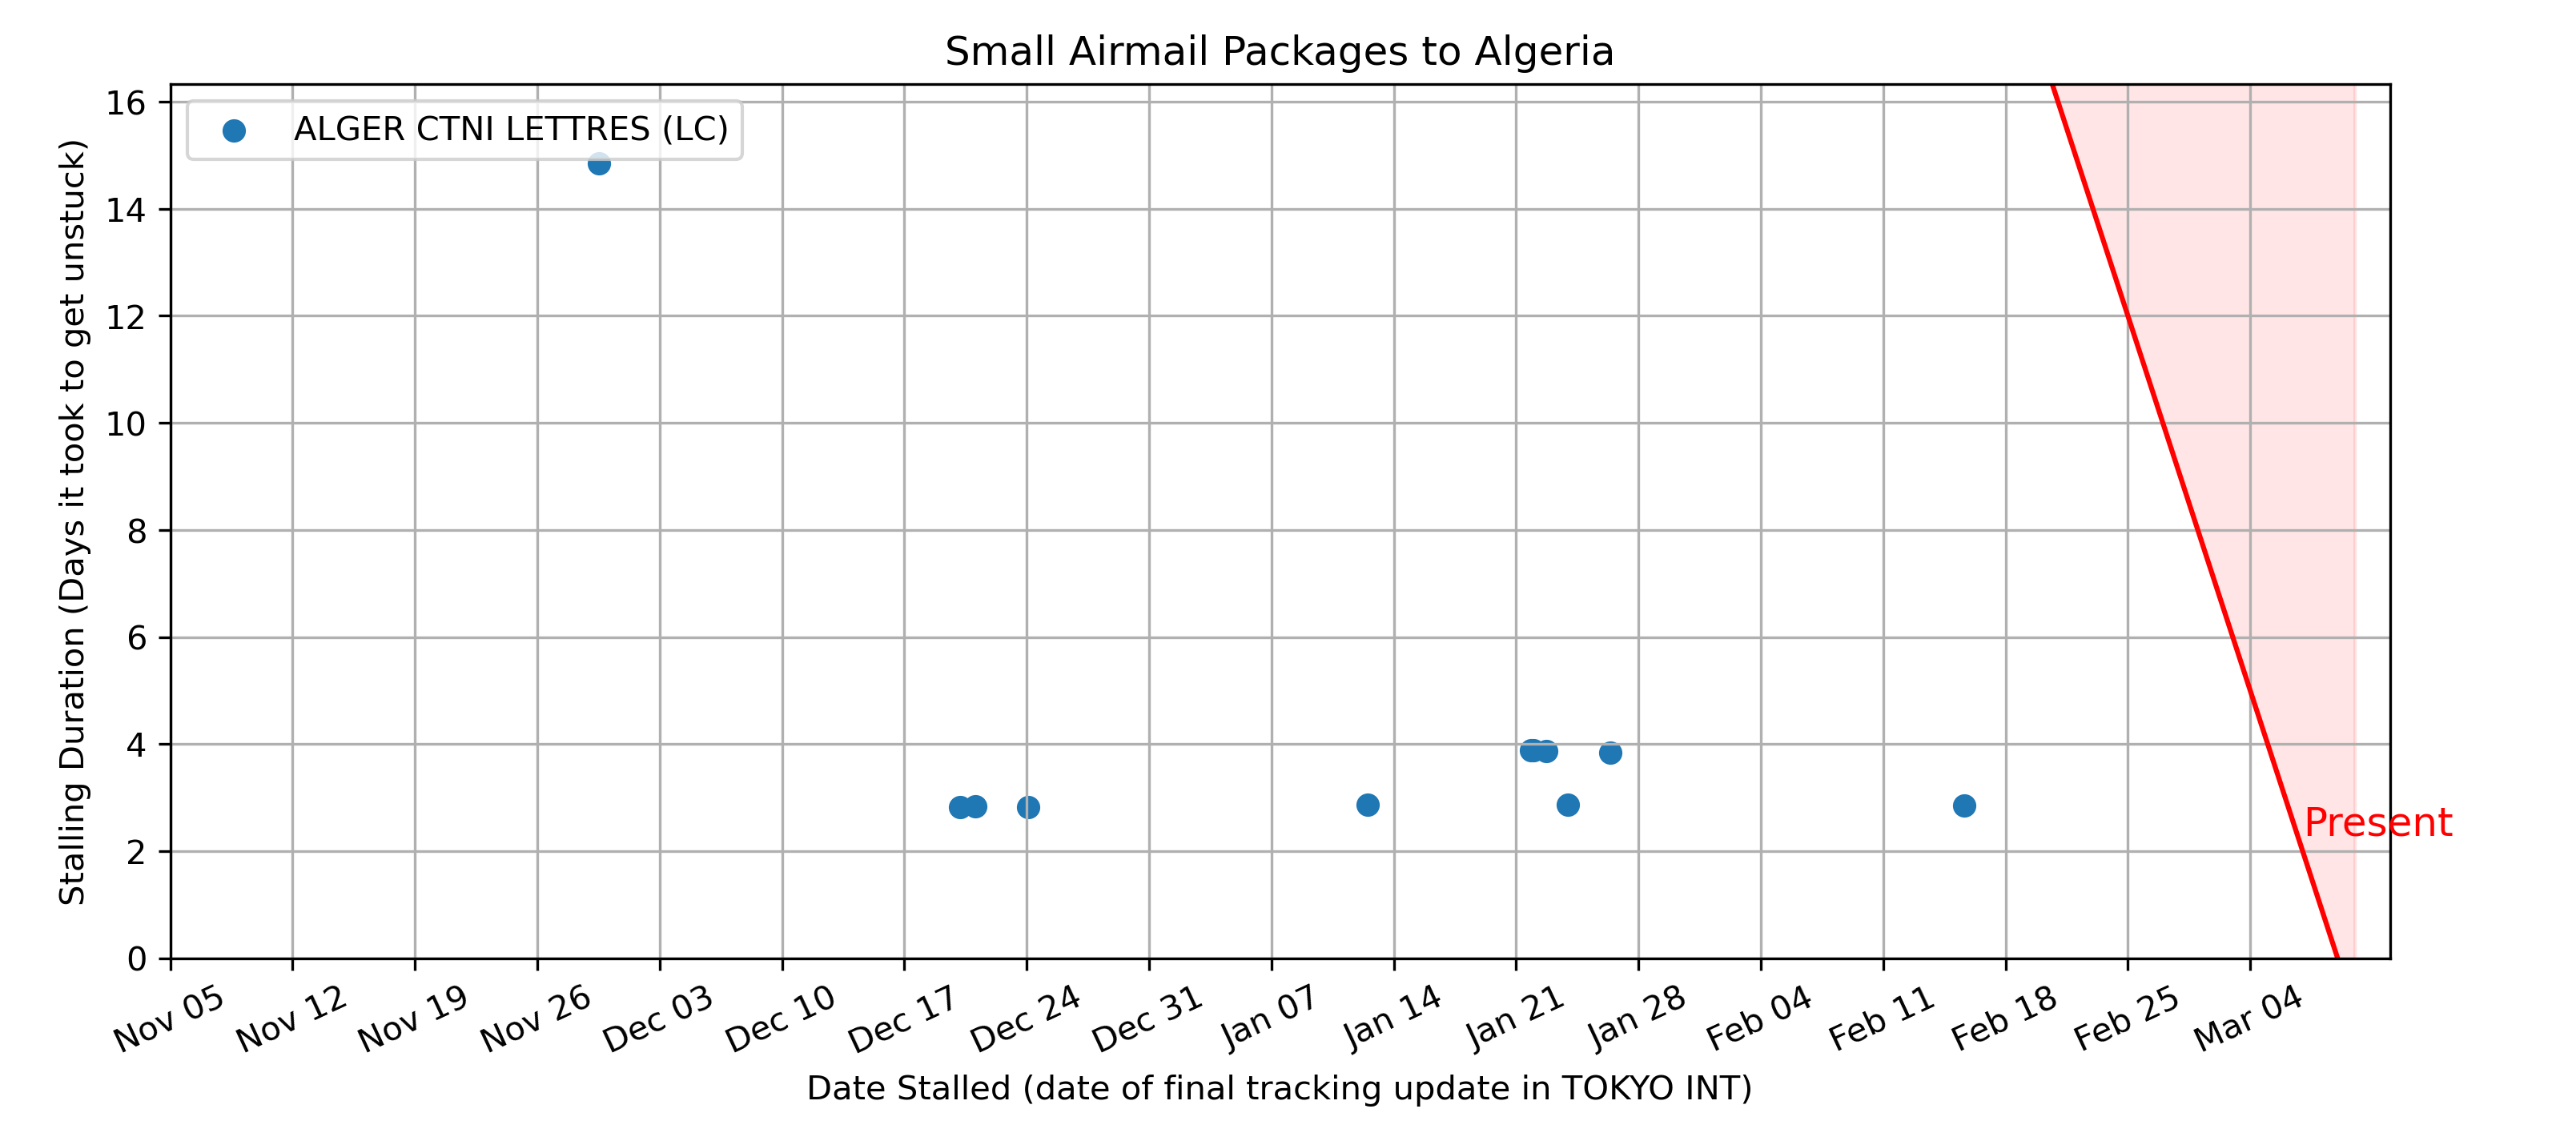 Small Airmail Packages to Algeria
ALGER CTNI LETTRES (LC)
Stalling Duration (Days it took to get unstuck)
16
14
12
10
8
6
4
2
0
Present
Nov 05
Nov 12
Nov 19
Nov 26
Dec 03
Dec 10
Dec 17
Dec 24
Dec 31
Jan 07
Jan 14
Jan 21
Jan 28
Feb 04
Feb 11
Feb 18
Feb 25
Mar 04
Date Stalled (date of final tracking update in TOKYO INT)